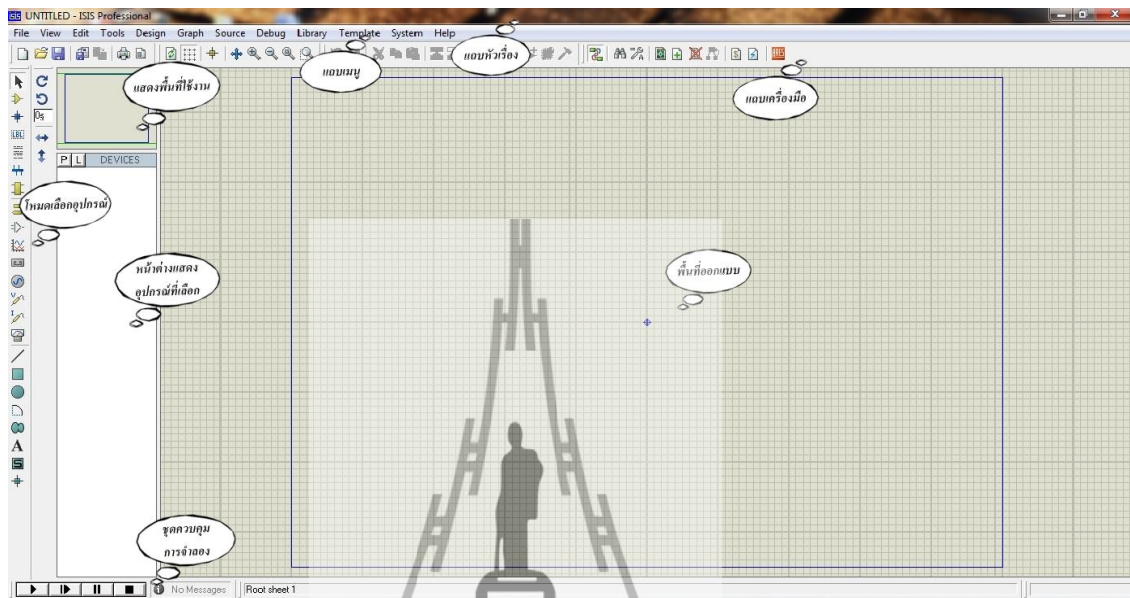 UNTITLED - ISIS Professional
File View Edit Tools Design Graph Source Debug Library Template System Help
แถบหัวเรื่อง
แถบเมนู
แสดงพื้นที่ใช้งาน
แถบเครื่องมือ
LBL
P L DEVICES
โหมดเลือกอุปกรณ์
หน้าต่างแสดง
อุปกรณ์ที่เลือก
พื้นที่ออกแบบ
A
S
ชุดควบคุม
การจำลอง
No Messages
Root sheet 1